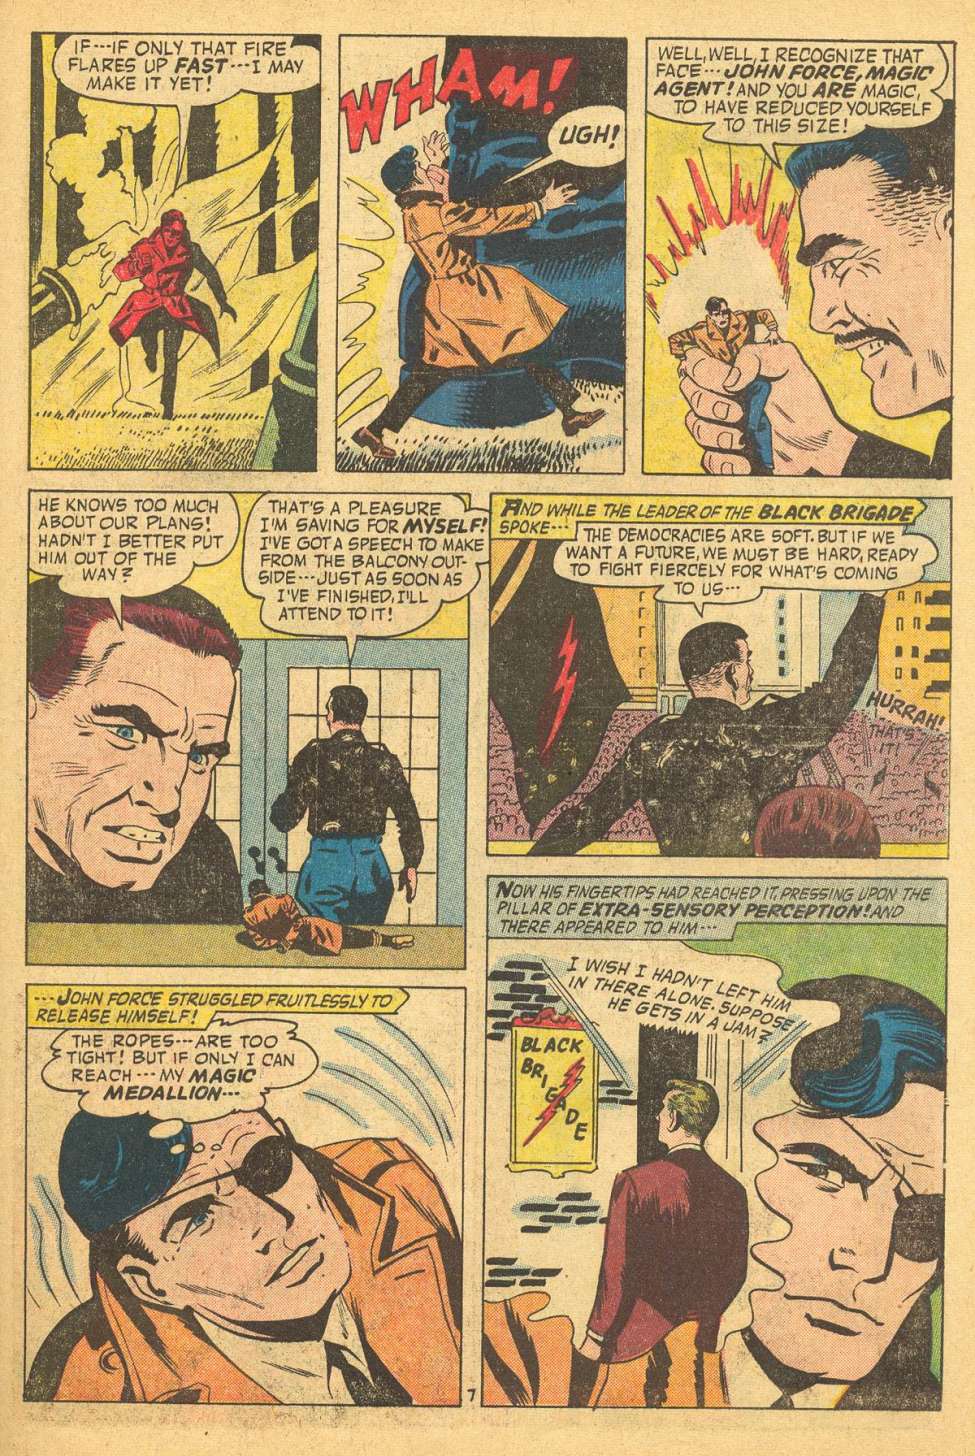 IF---IF ONLY THAT FIRE
FLARES UP FAST---I MAY
MAKE IT YET!
WHAM!
UGH!
WELL, WELL, I RECOGNIZE THAT
FACE--- JOHN FORCE, MAGIC
AGENT! AND YOU ARE MAGIC,
TO HAVE REDUCED YOURSELF
TO THIS SIZE!
HE KNOWS TOO MUCH
ABOUT OUR PLANS!
HADN'T I BETTER PUT
HIM OUT OF THE
WAY?
THAT'S A PLEASURE
I'M SAVING FOR MYSELF!
I'VE GOT A SPEECH TO MAKE
FROM THE BALCONY OUT-
SIDE---JUST AS SOON AS
I'VE FINISHED, I'LL
ATTEND TO IT!
AND WHILE THE LEADER OF THE BLACK BRIGADE
SPOKE---
THE DEMOCRACIES ARE SOFT. BUT IF WE
WANT A FUTURE, WE MUST BE HARD, READY
TO FIGHT FIERCELY FOR WHAT'S COMING
TO US---
HURRAH!
THAT'S
IT!
---JOHN FORCE STRUGGLED FRUITLESSLY TO
RELEASE HIMSELF!
THE ROPES---ARE TOO
TIGHT! BUT IF ONLY I CAN
REACH--- MY MAGIC
MEDALLION---
NOW HIS FINGERTIPS HAD REACHED IT, PRESSING UPON THE
PILLAR OF EXTRA-SENSORY PERCEPTION! AND
THERE APPEARED TO HIM---
I WISH I HADN'T LEFT HIM
IN THERE ALONE. SUPPOSE
HE GETS IN A JAM?
BLACK
BRIGADE
7